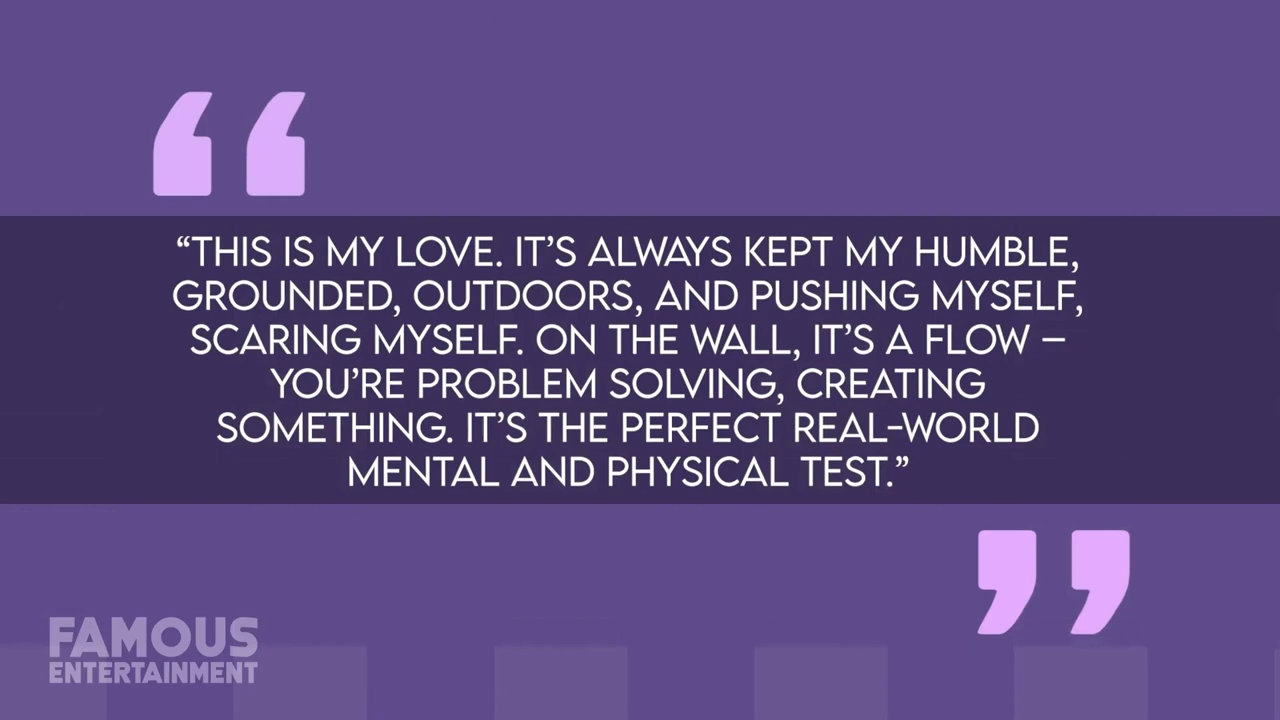 “THIS IS MY LOVE. IT’S ALWAYS KEPT MY HUMBLE,
GROUNDED, OUTDOORS, AND PUSHING MYSELF,
SCARING MYSELF. ON THE WALL, IT’S A FLOW –
YOU’RE PROBLEM SOLVING, CREATING
SOMETHING. IT’S THE PERFECT REAL-WORLD
MENTAL AND PHYSICAL TEST.”
FAMOUS
ENTERTAINMENT